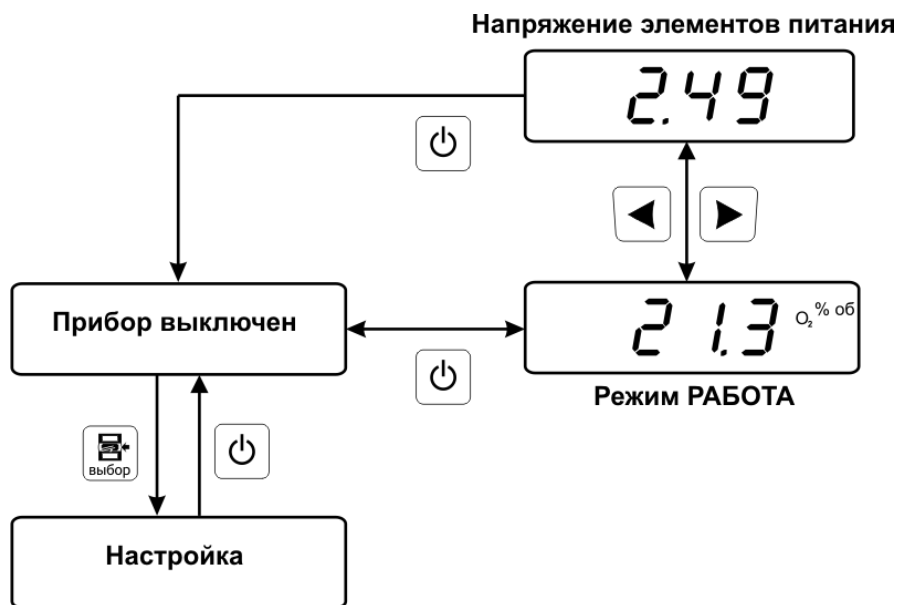 Напряжение элементов питания
2.49
Прибор выключен
21.3 O₂% об
Режим РАБОТА
выбор
Настройка